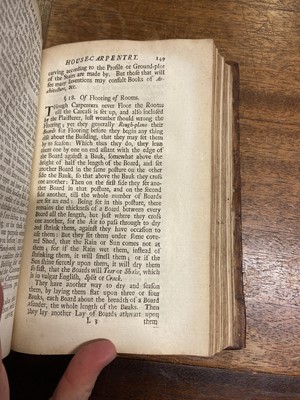 HOUSE-CARPENTRY. 149
carving according to the Profile or Ground-plot
of the Stairs are made by. But those that will
see many Inventions may consult Books of Ar-
chitecture, &c.
§ 18. Of Flooring of Rooms.
Though Carpenters never Floor the Rooms
till the Carcass is set up, and also inclosed
by the Plaisterer, lest weather should wrong the
Flooring; yet they generally Rough-plane their
Boards for Flooring before they begin any thing
else about the Building, that they may set them
by to season: Which thus they do, they lean
them one by one on end aslant with the edge of
the Board against a Bauk, somewhat above the
height of half the length of the Board, and set
another Board in the same posture on the other
side the Bauk, so that above the Bauk they cross
one another: Then on the first side they set ano-
ther Board in that posture, and on the second
side another, till the whole number of Boards
are set an end: Being set in this posture, there
remains the thickness of a Board between every
Board all the length, but just where they cross
one another, for the Air to pass through to dry
and shrink them, against they have occasion to
use them: But they set them under some cove-
red Shed, that the Rain or Sun comes not at
them; for if the Rain wet them, instead of
shrinking them, it will swell them; or if the
Sun shine fiercely upon them, it will dry them
so fast, that the Boards will Tear or Shake, which
is in vulgar English, Split or Crack.
They have another way to dry and season
them, by laying them flat upon three or four
Bauks, each Board about the breadth of a Board
asunder, the whole length of the Bauks. Then
they lay another Lay of Boards athwart upon
L 3 them